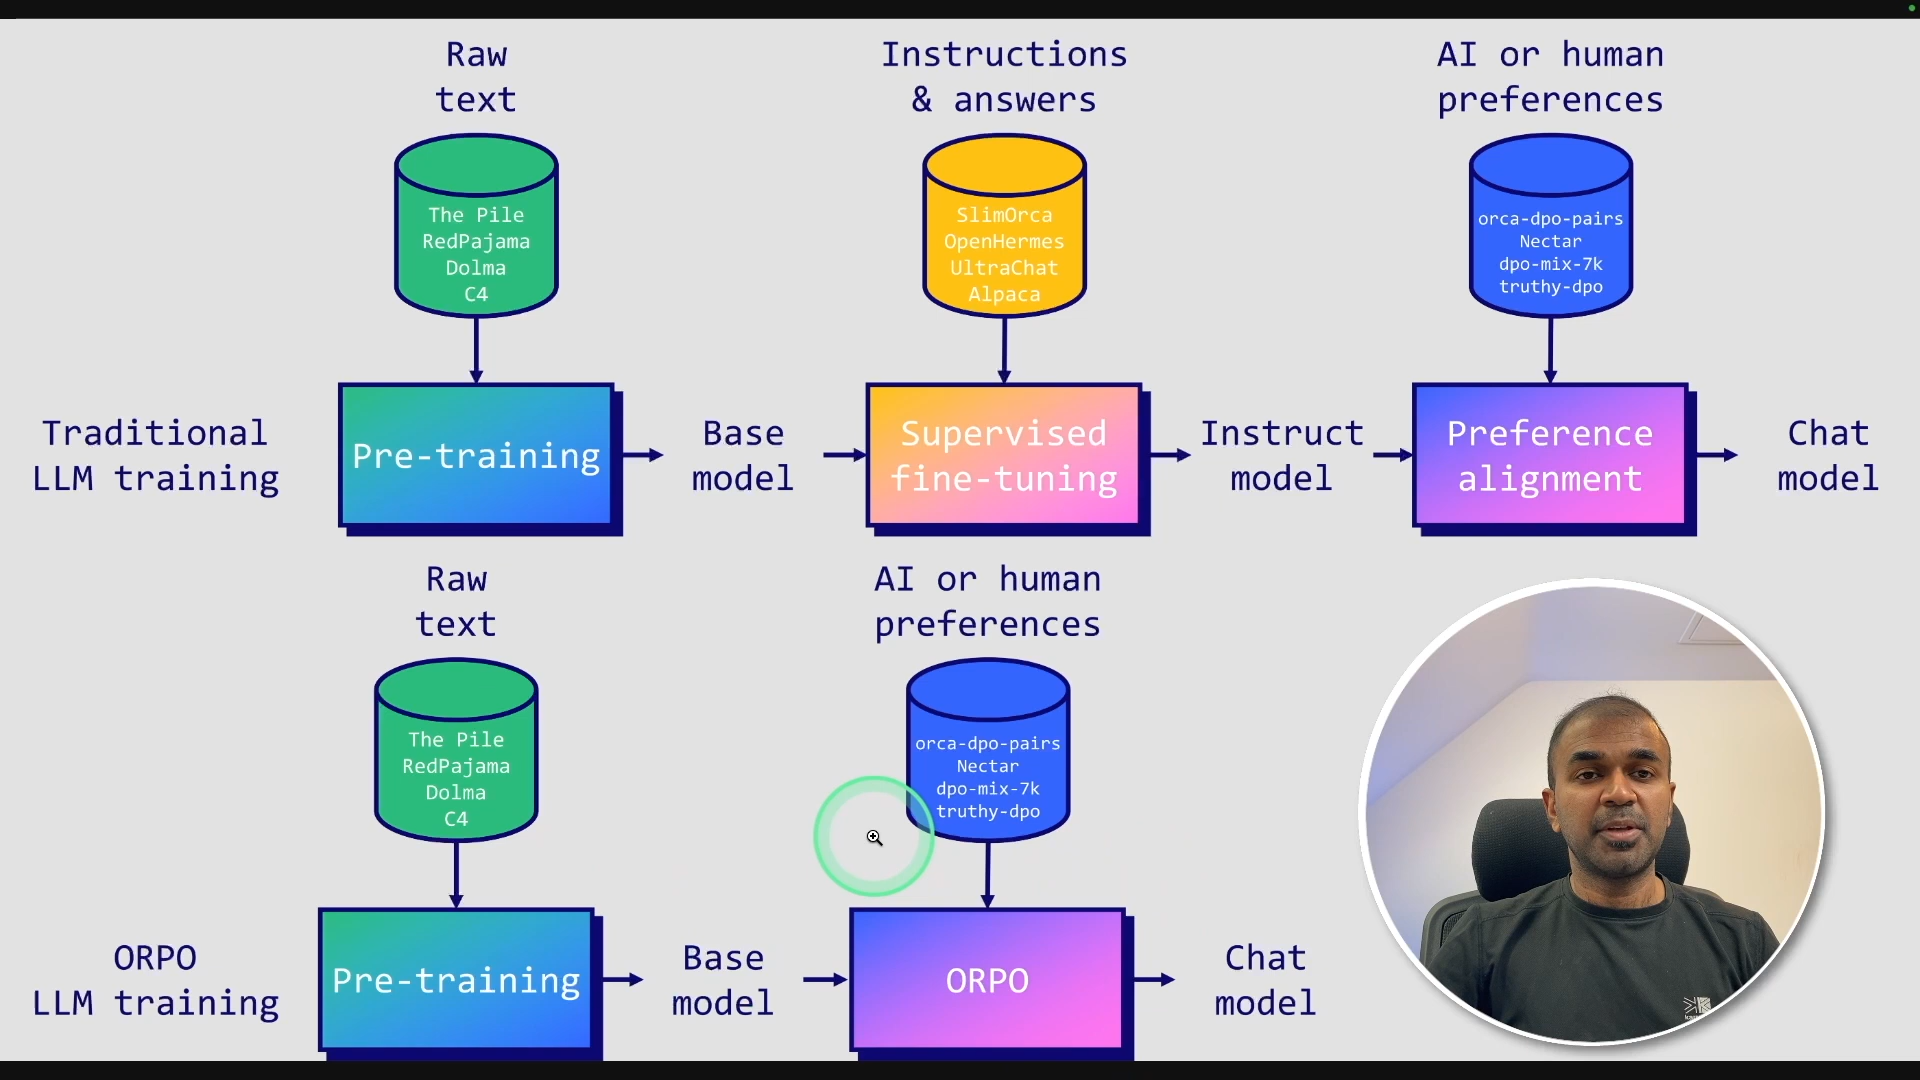 Raw
text
Instructions
& answers
AI or human
preferences
The Pile
RedPajama
Dolma
C4
SlimOrca
OpenHermes
UltraChat
Alpaca
orca-dpo-pairs
Nectar
dpo-mix-7k
truthy-dpo
Traditional
LLM training
Pre-training
Base
model
Supervised
fine-tuning
Instruct
model
Preference
alignment
Chat
model
Raw
text
AI or human
preferences
The Pile
RedPajama
Dolma
C4
orca-dpo-pairs
Nectar
dpo-mix-7k
truthy-dpo
ORPO
LLM training
Pre-training
Base
model
ORPO
Chat
model